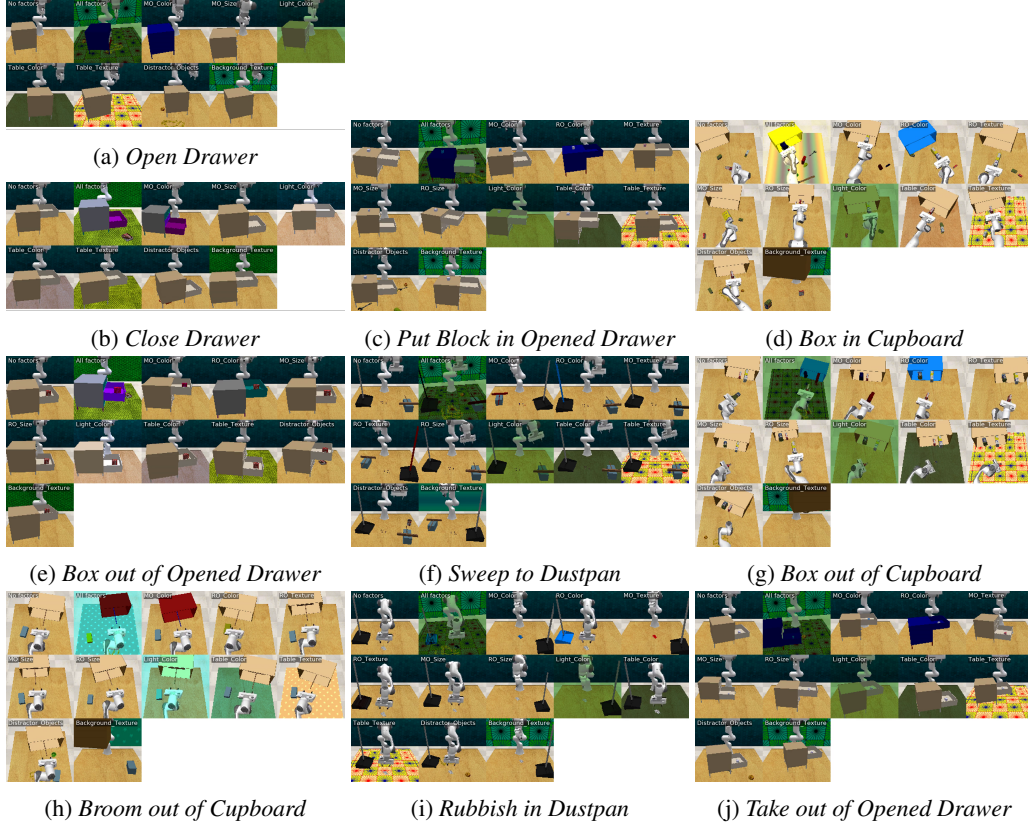 No factors All factors MO_Color MO_Size Light_Color
Table_Color Table_Texture Distractor_Objects Background_Texture
(a) Open Drawer
No factors All factors MO_Color MO_Size Light_Color
Table_Color Table_Texture Distractor_Objects Background_Texture
(b) Close Drawer
No factors All factors MO_Color RO_Color MO_Texture
MO_Size RO_Size Light_Color Table_Color Table_Texture
Distractor_Objects Background_Texture
(c) Put Block in Opened Drawer
No factors All factors MO_Color RO_Color RO_Texture
MO_Size RO_Size Light_Color Table_Color Table_Texture
Distractor_Objects Background_Texture
(d) Box in Cupboard
No factors All factors MO_Color RO_Color MO_Size
RO_Size Light_Color Table_Color Table_Texture Distractor_Objects
Background_Texture
(e) Box out of Opened Drawer
No factors All factors MO_Color RO_Color MO_Texture
RO_Texture RO_Size Light_Color Table_Color Table_Texture
Distractor_Objects Background_Texture
(f) Sweep to Dustpan
No factors All factors MO_Color RO_Color RO_Texture
MO_Size RO_Size Light_Color Table_Color Table_Texture
Distractor_Objects Background_Texture
(g) Box out of Cupboard
No factors All factors MO_Color RO_Color RO_Texture
MO_Size RO_Size Light_Color Table_Color Table_Texture
Distractor_Objects Background_Texture
(h) Broom out of Cupboard
No factors All factors MO_Color RO_Color MO_Texture
RO_Texture MO_Size RO_Size Light_Color Table_Color
Table_Texture Distractor_Objects Background_Texture
(i) Rubbish in Dustpan
No factors All factors MO_Color RO_Color MO_Texture
MO_Size RO_Size Light_Color Table_Color Table_Texture
Distractor_Objects Background_Texture
(j) Take out of Opened Drawer